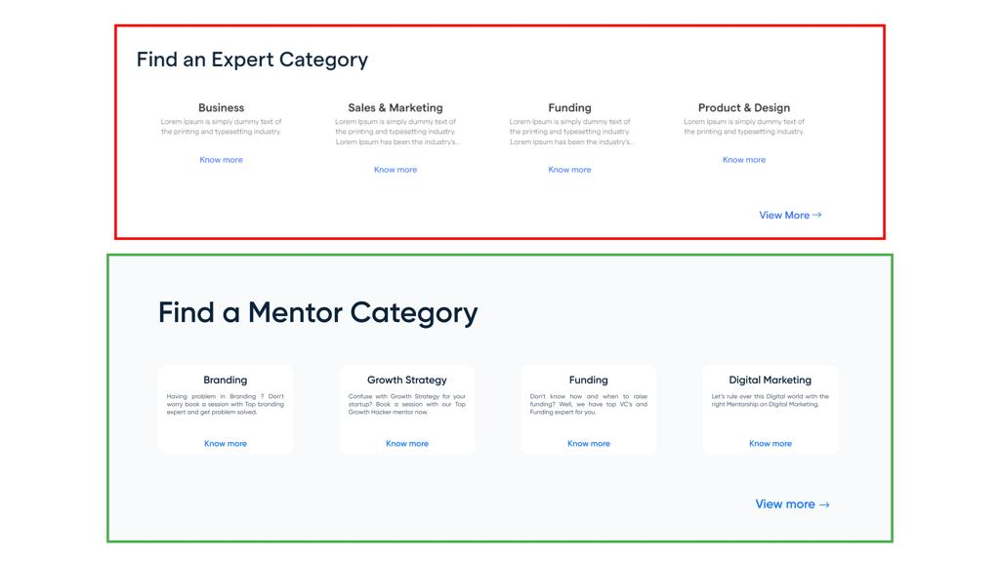 Find an Expert Category
Business
Lorem Ipsum is simply dummy text of
the printing and typesetting industry.
Know more
Sales & Marketing
Lorem Ipsum is simply dummy text of
the printing and typesetting industry.
Lorem Ipsum has been the industry's...
Know more
Funding
Lorem Ipsum is simply dummy text of
the printing and typesetting industry.
Lorem Ipsum has been the industry's...
Know more
Product & Design
Lorem Ipsum is simply dummy text of
the printing and typesetting industry.
Know more
View More →
Find a Mentor Category
Branding
Having problem in Branding ? Don't
worry book a session with Top branding
expert and get problem solved.
Know more
Growth Strategy
Confuse with Growth Strategy for your
startup? Book a session with our Top
Growth Hacker mentor now.
Know more
Funding
Don't know how and when to raise
funding? Well, we have top VC's and
Funding expert for you.
Know more
Digital Marketing
Let's rule over this Digital world with the
right Mentorship on Digital Marketing.
Know more
View more →